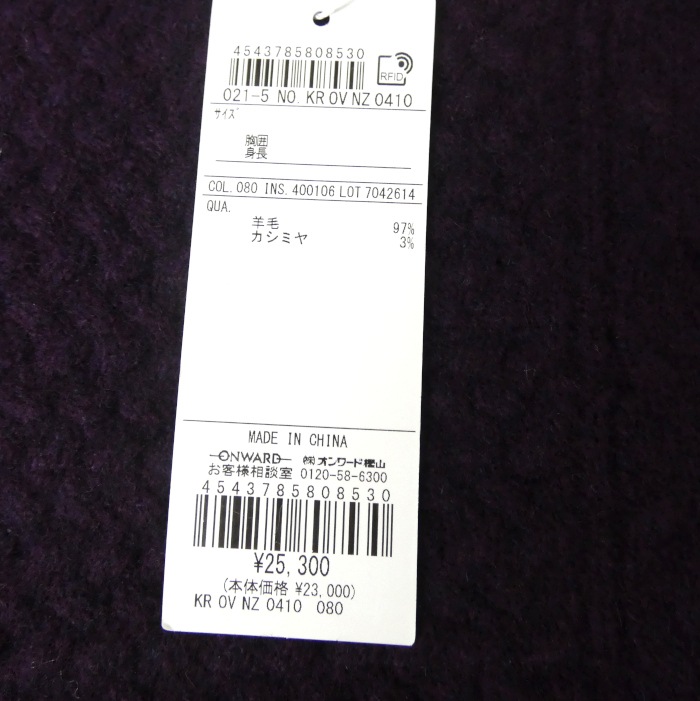 4543785808530
RFID
021-5 NO. KR OV NZ 0410
サイズ
胸囲
身長
COL. 080 INS. 400106 LOT 7042614
QUA.
羊毛 97%
カシミヤ 3%
MADE IN CHINA
ONWARD ㈱オンワード樫山
お客様相談室 0120-58-6300
4543785808530
¥25,300
(本体価格 ¥23,000)
KR OV NZ 0410 080